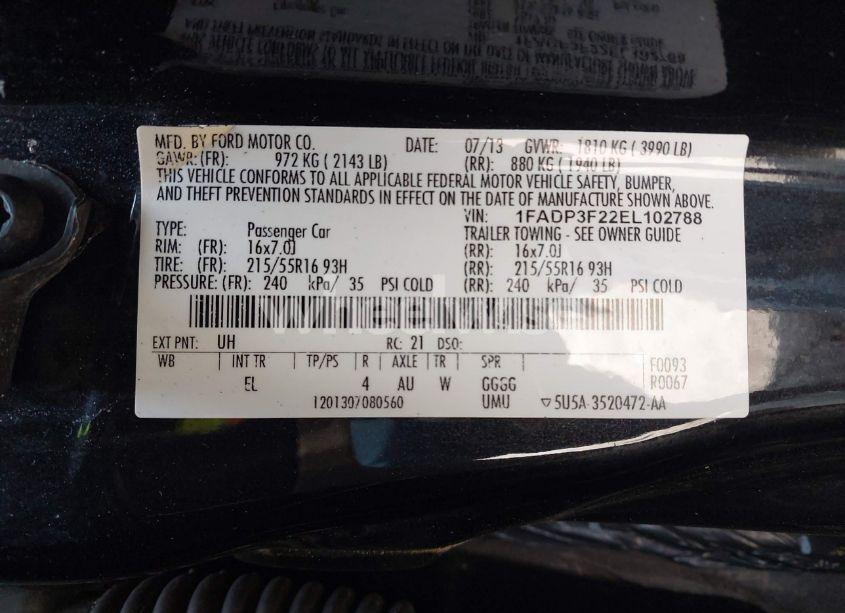 MFD. BY FORD MOTOR CO. DATE: 07/13 GVWR: 1810 KG ( 3990 LB)
GAWR: (FR): 972 KG ( 2143 LB) (RR): 880 KG ( 1940 LB)
THIS VEHICLE CONFORMS TO ALL APPLICABLE FEDERAL MOTOR VEHICLE SAFETY, BUMPER,
AND THEFT PREVENTION STANDARDS IN EFFECT ON THE DATE OF MANUFACTURE SHOWN ABOVE.
VIN: 1FADP3F22EL102788
TYPE: Passenger Car TRAILER TOWING - SEE OWNER GUIDE
RIM: (FR): 16x7.0J (RR): 16x7.0J
TIRE: (FR): 215/55R16 93H (RR): 215/55R16 93H
PRESSURE: (FR): 240 kPa/ 35 PSI COLD (RR): 240 kPa/ 35 PSI COLD
EXT PNT: UH RC: 21 DSO:
WB INT TR TP/PS R AXLE TR SPR F0093
EL 4 AU W GGGG R0067
1201307080560 UMU ▽5U5A-3520472-AA